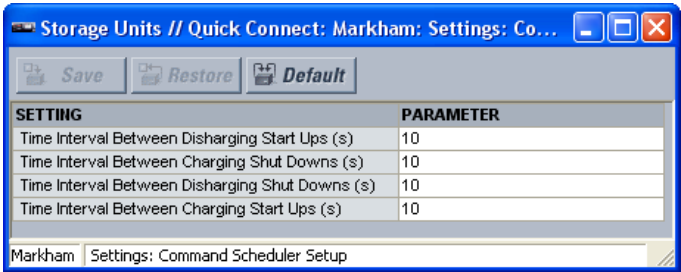 Storage Units // Quick Connect: Markham: Settings: Co...
Save Restore Default
SETTING PARAMETER
Time Interval Between Disharging Start Ups (s) 10
Time Interval Between Charging Shut Downs (s) 10
Time Interval Between Disharging Shut Downs (s) 10
Time Interval Between Charging Start Ups (s) 10
Markham Settings: Command Scheduler Setup